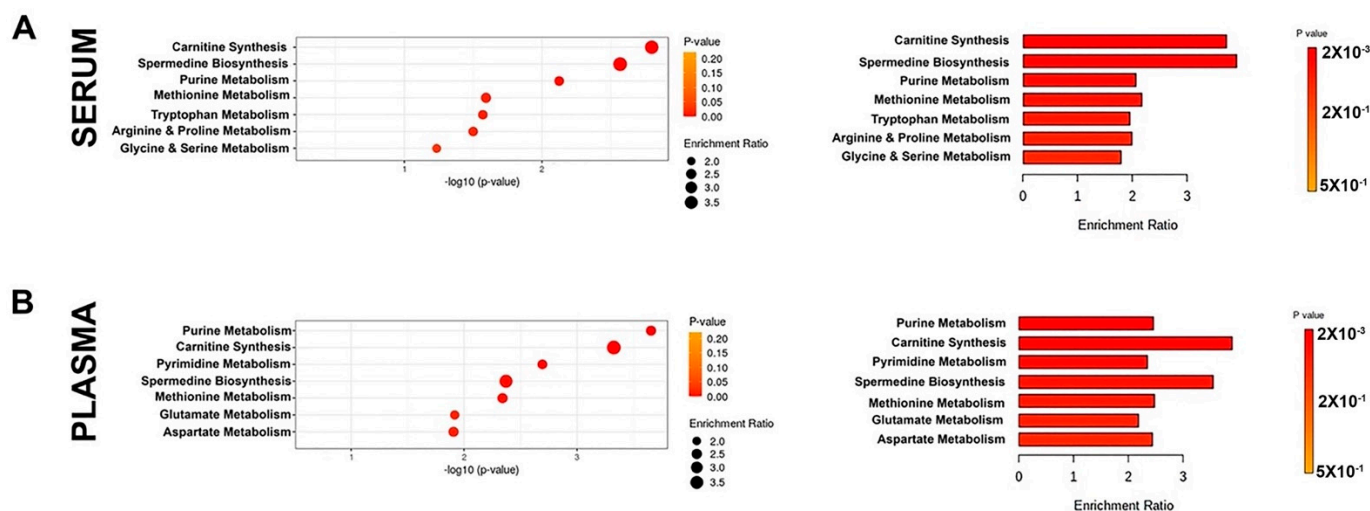 A
SERUM
Carnitine Synthesis
Spermedine Biosynthesis
Purine Metabolism
Methionine Metabolism
Tryptophan Metabolism
Arginine & Proline Metabolism
Glycine & Serine Metabolism
1
2
-log10 (p-value)
P-value
0.20
0.15
0.10
0.05
0.00
Enrichment Ratio
2.0
2.5
3.0
3.5
Carnitine Synthesis
Spermedine Biosynthesis
Purine Metabolism
Methionine Metabolism
Tryptophan Metabolism
Arginine & Proline Metabolism
Glycine & Serine Metabolism
0
1
2
3
Enrichment Ratio
P value
2X10⁻³
2X10⁻¹
5X10⁻¹
B
PLASMA
Purine Metabolism
Carnitine Synthesis
Pyrimidine Metabolism
Spermedine Biosynthesis
Methionine Metabolism
Glutamate Metabolism
Aspartate Metabolism
1
2
3
-log10 (p-value)
P-value
0.20
0.15
0.10
0.05
0.00
Enrichment Ratio
2.0
2.5
3.0
3.5
Purine Metabolism
Carnitine Synthesis
Pyrimidine Metabolism
Spermedine Biosynthesis
Methionine Metabolism
Glutamate Metabolism
Aspartate Metabolism
0
1
2
3
Enrichment Ratio
P value
2X10⁻³
2X10⁻¹
5X10⁻¹